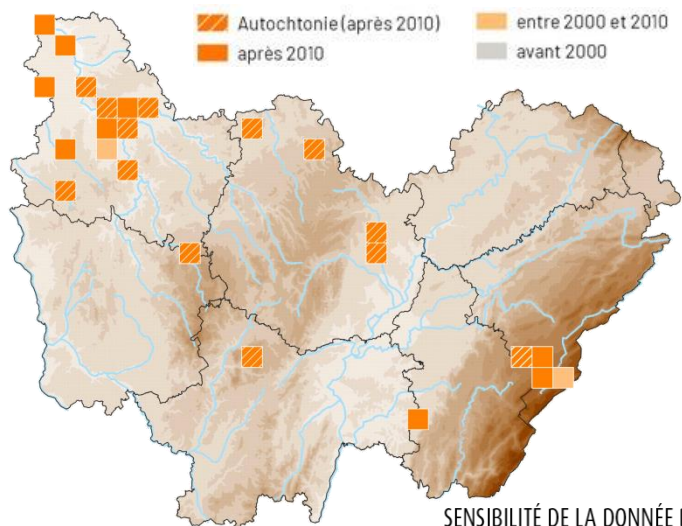 Autochtonie (après 2010)
après 2010
entre 2000 et 2010
avant 2000
SENSIBILITÉ DE LA DONNÉE